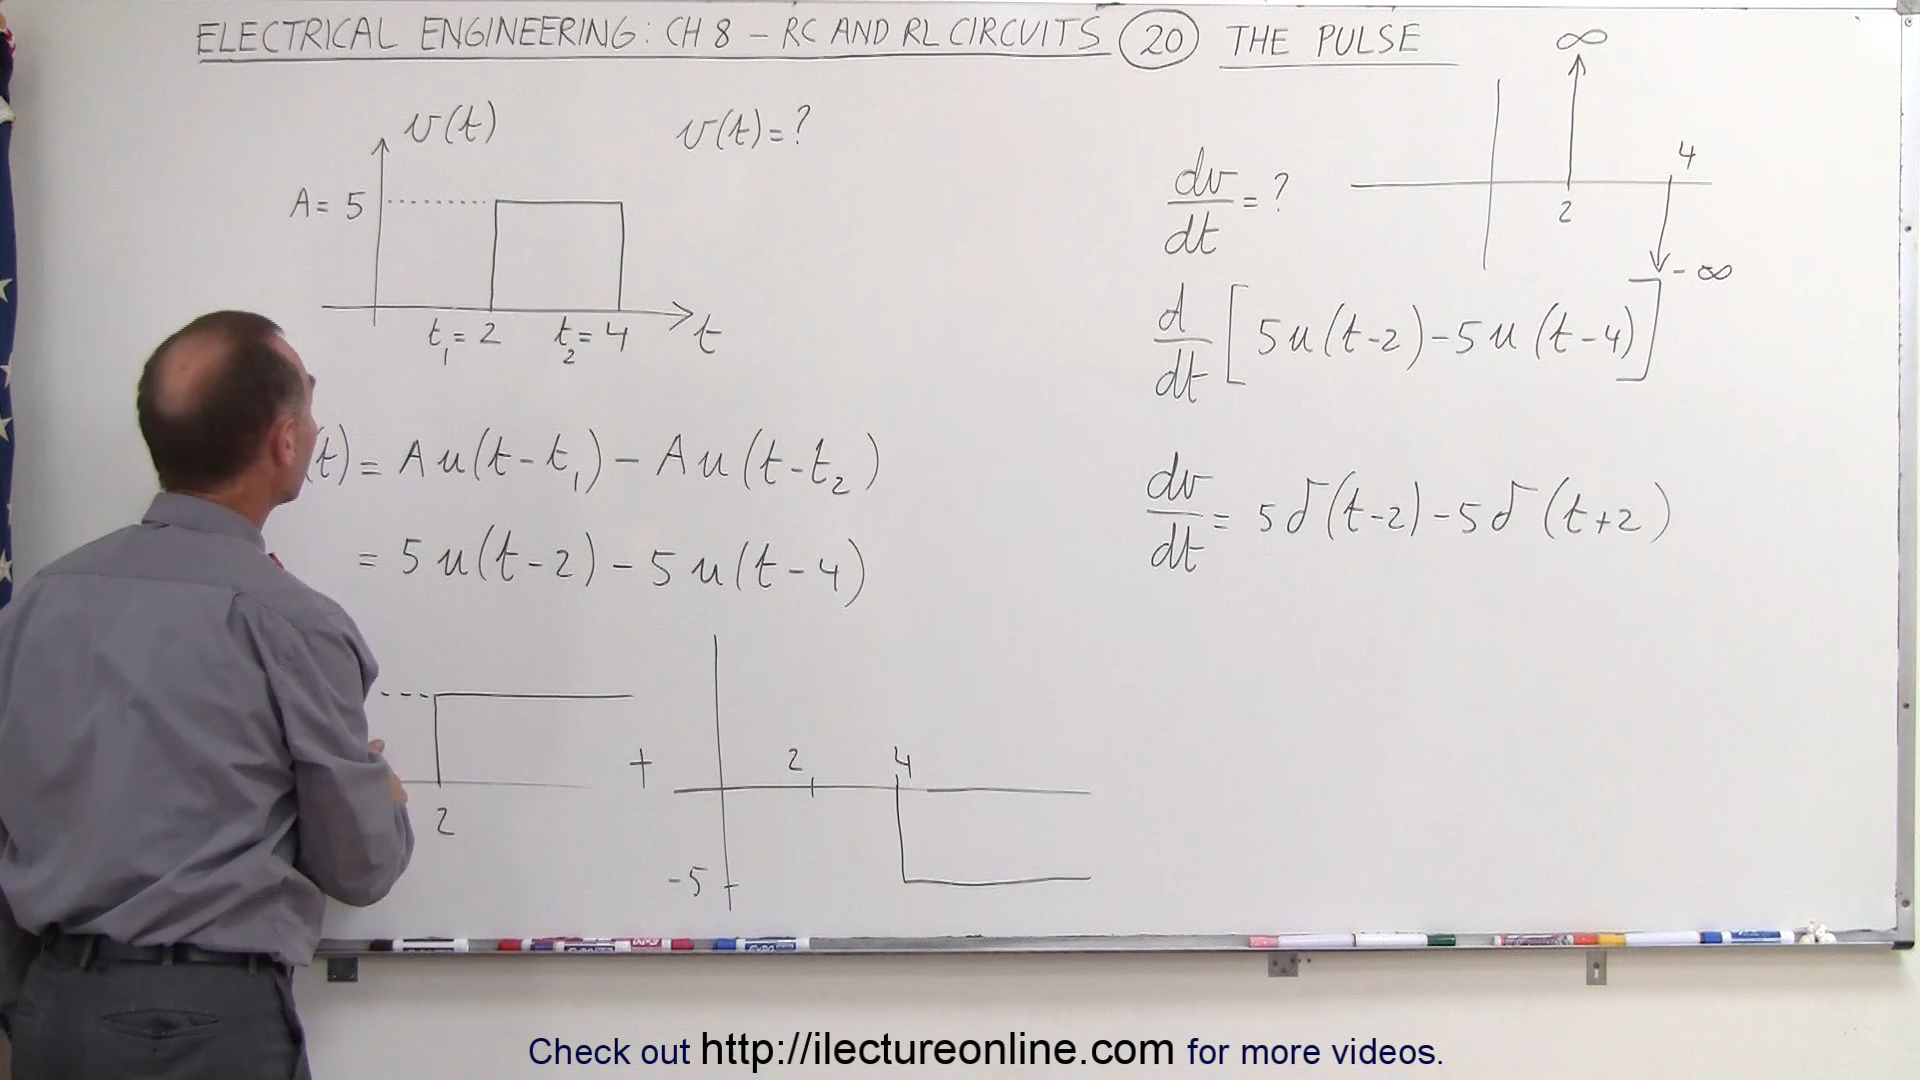 ELECTRICAL ENGINEERING: CH 8 – RC AND RL CIRCUITS 20 THE PULSE
v(t)
A = 5
t₁ = 2 t₂ = 4 t
v(t) = ?
dv/dt = ?
∞
2
4
-∞
d/dt [5u(t-2) - 5u(t-4)]
(t) = Au(t-t₁) - Au(t-t₂)
= 5u(t-2) - 5u(t-4)
dv/dt = 5δ(t-2) - 5δ(t+2)
2
+
2 4
-5
Check out http://ilectureonline.com for more videos.